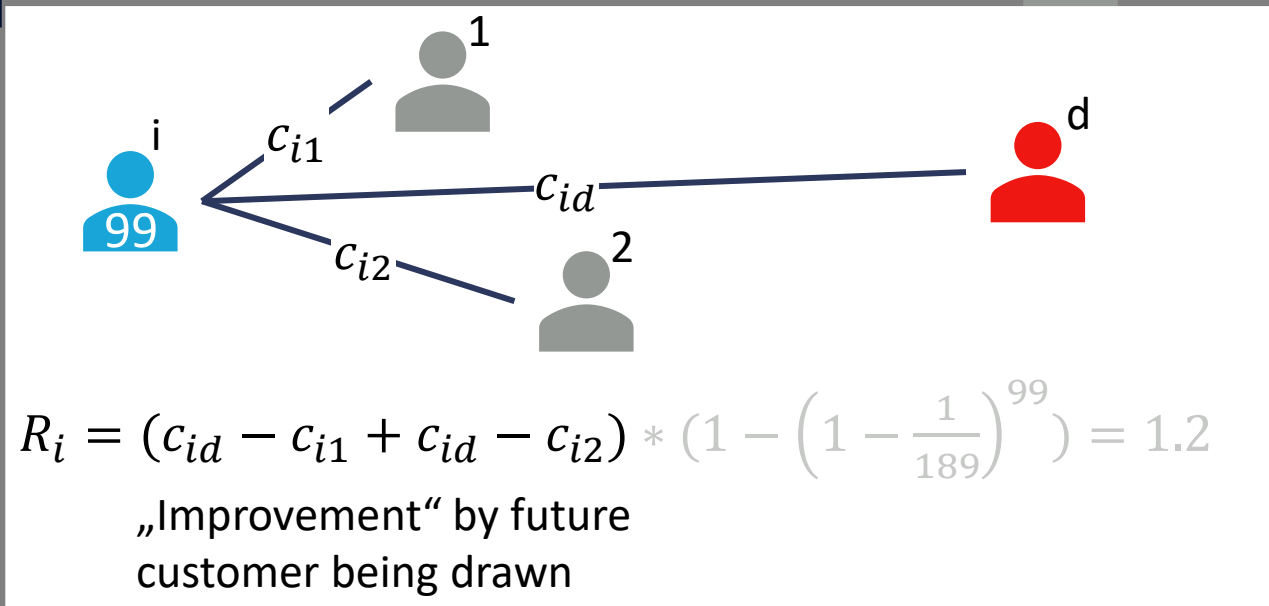 1
i
d
c_{i1}
99
c_{id}
c_{i2}
2
R_i = (c_{id} − c_{i1} + c_{id} − c_{i2}) ∗ (1 − (1 − \frac{1}{189})^{99}) = 1.2
„Improvement“ by future
customer being drawn